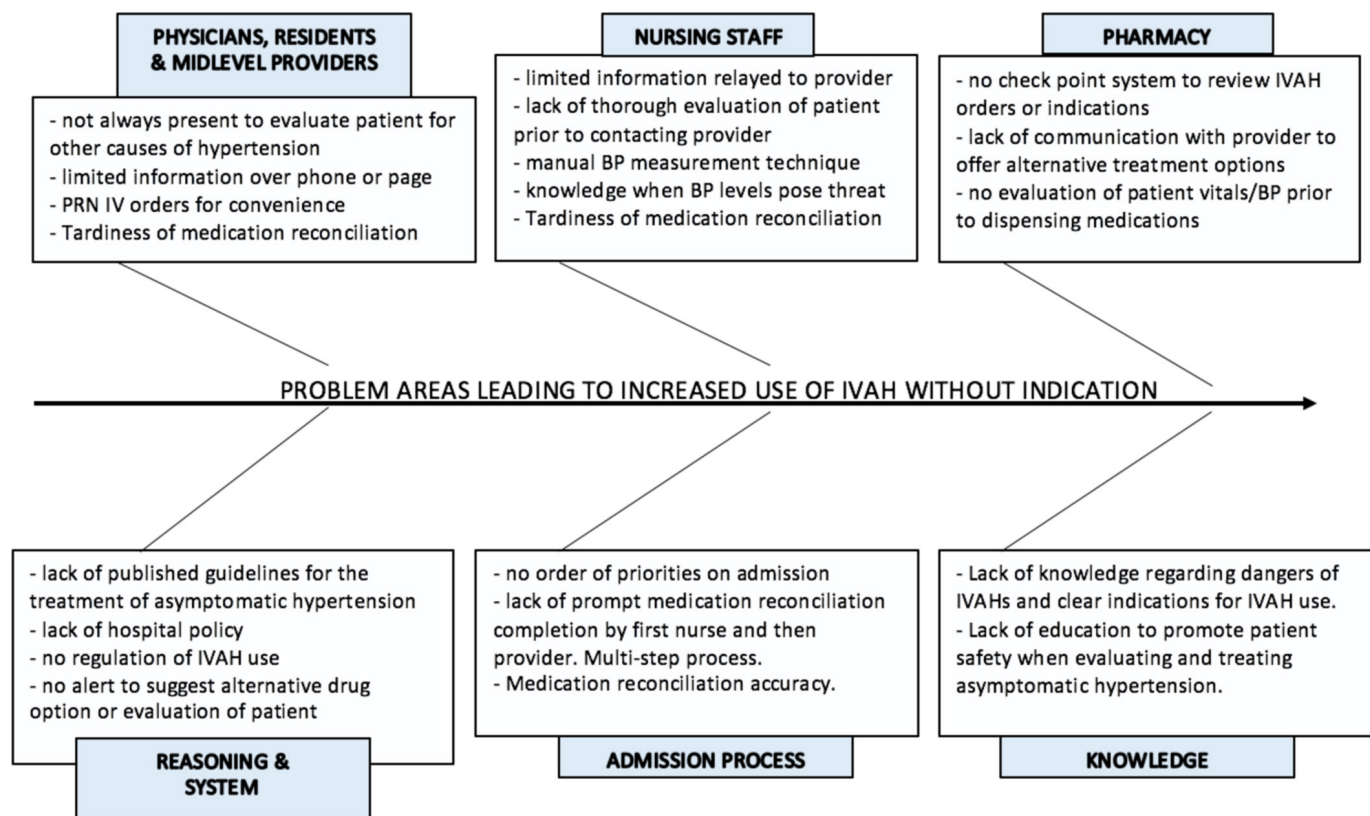 PHYSICIANS, RESIDENTS
& MIDLEVEL PROVIDERS
- not always present to evaluate patient for
other causes of hypertension
- limited information over phone or page
- PRN IV orders for convenience
- Tardiness of medication reconciliation
NURSING STAFF
- limited information relayed to provider
- lack of thorough evaluation of patient
prior to contacting provider
- manual BP measurement technique
- knowledge when BP levels pose threat
- Tardiness of medication reconciliation
PHARMACY
- no check point system to review IVAH
orders or indications
- lack of communication with provider to
offer alternative treatment options
- no evaluation of patient vitals/BP prior
to dispensing medications
PROBLEM AREAS LEADING TO INCREASED USE OF IVAH WITHOUT INDICATION
- lack of published guidelines for the
treatment of asymptomatic hypertension
- lack of hospital policy
- no regulation of IVAH use
- no alert to suggest alternative drug
option or evaluation of patient
REASONING &
SYSTEM
- no order of priorities on admission
- lack of prompt medication reconciliation
completion by first nurse and then
provider. Multi-step process.
- Medication reconciliation accuracy.
ADMISSION PROCESS
- Lack of knowledge regarding dangers of
IVAHs and clear indications for IVAH use.
- Lack of education to promote patient
safety when evaluating and treating
asymptomatic hypertension.
KNOWLEDGE